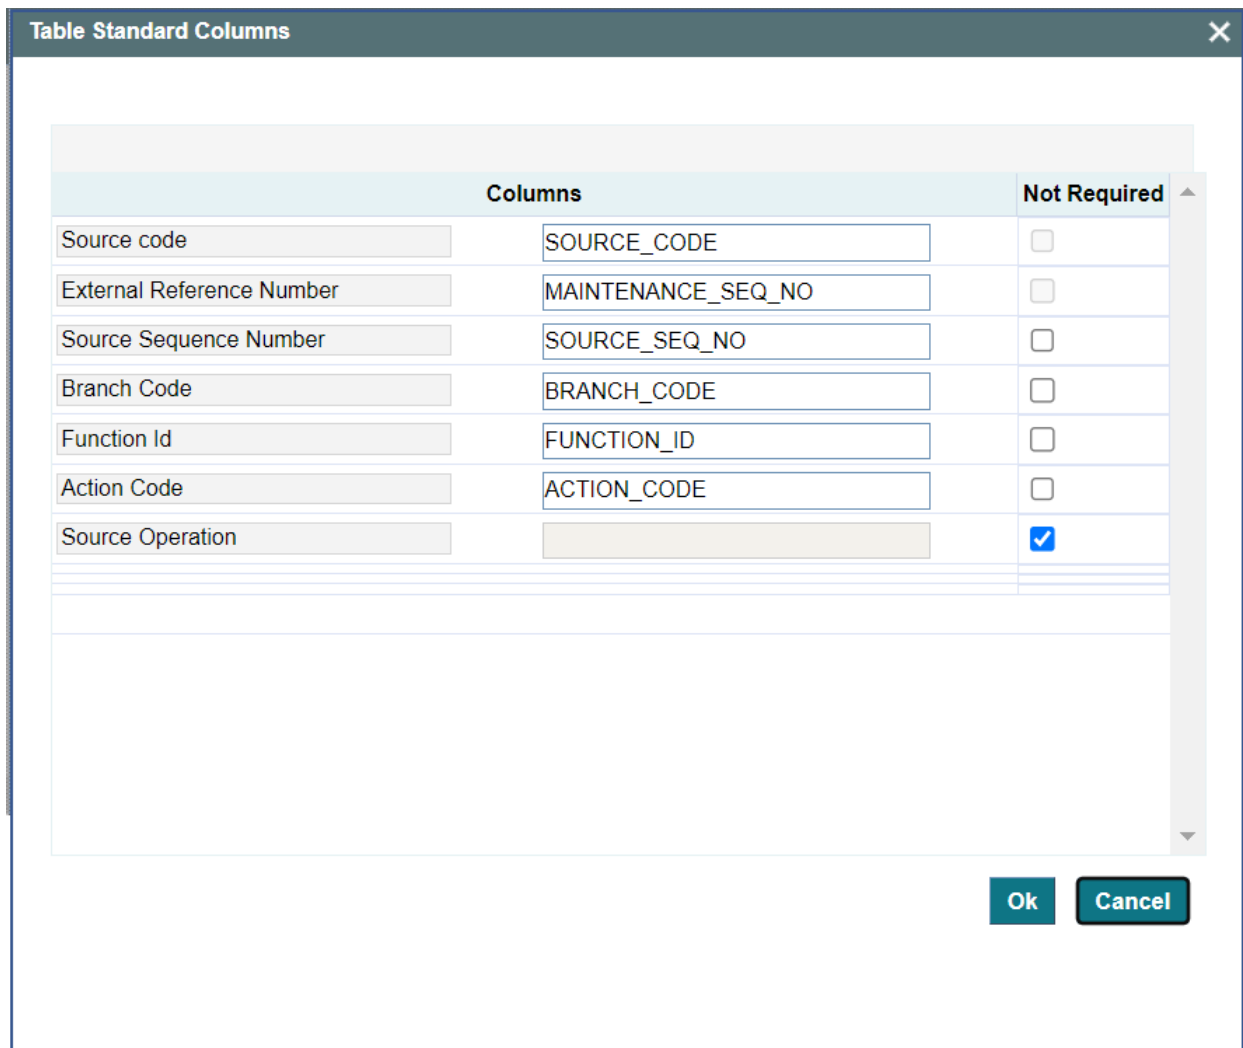 Table Standard Columns
Columns Not Required
Source code SOURCE_CODE
External Reference Number MAINTENANCE_SEQ_NO
Source Sequence Number SOURCE_SEQ_NO
Branch Code BRANCH_CODE
Function Id FUNCTION_ID
Action Code ACTION_CODE
Source Operation
Ok Cancel